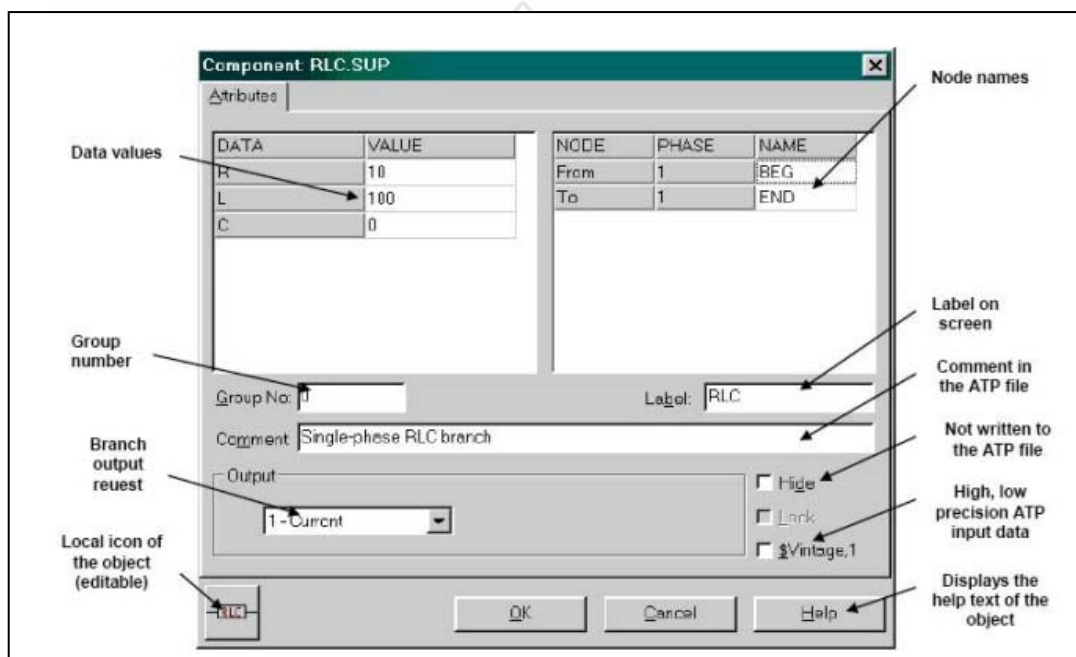 Component: RLC.SUP
Attributes
DATA VALUE
R 10
L 100
C 0
NODE PHASE NAME
From 1 BEG
To 1 END
Group No: 0
Label: RLC
Comment Single-phase RLC branch
Output
1 - Current
Hide
Lock
$Vintage,1
RLC
OK
Cancel
Help
Data values
Group
number
Branch
output
reuest
Local icon of
the object
(editable)
Node names
Label on
screen
Comment in
the ATP file
Not written to
the ATP file
High, low
precision ATP
input data
Displays the
help text of the
object